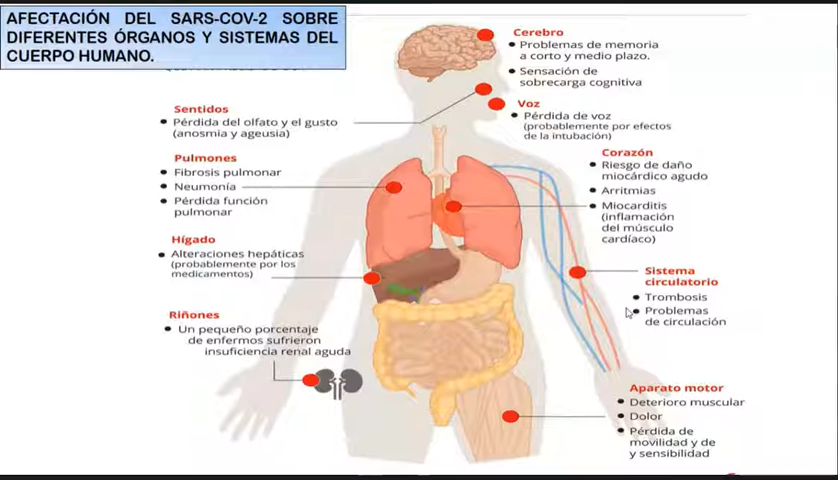 AFECTACIÓN DEL SARS-COV-2 SOBRE
DIFERENTES ÓRGANOS Y SISTEMAS DEL
CUERPO HUMANO.
Cerebro
Problemas de memoria
a corto y medio plazo.
Sensación de
sobrecarga cognitiva
Sentidos
Pérdida del olfato y el gusto
(anosmia y ageusia)
Voz
Pérdida de voz
(probablemente por efectos
de la intubación)
Pulmones
Fibrosis pulmonar
Neumonía
Pérdida función
pulmonar
Corazón
Riesgo de daño
miocárdico agudo
Arritmias
Miocarditis
(inflamación
del músculo
cardíaco)
Hígado
Alteraciones hepáticas
(probablemente por los
medicamentos)
Sistema
circulatorio
Trombosis
Problemas
de circulación
Riñones
Un pequeño porcentaje
de enfermos sufrieron
insuficiencia renal aguda
Aparato motor
Deterioro muscular
Dolor
Pérdida de
movilidad y de
y sensibilidad